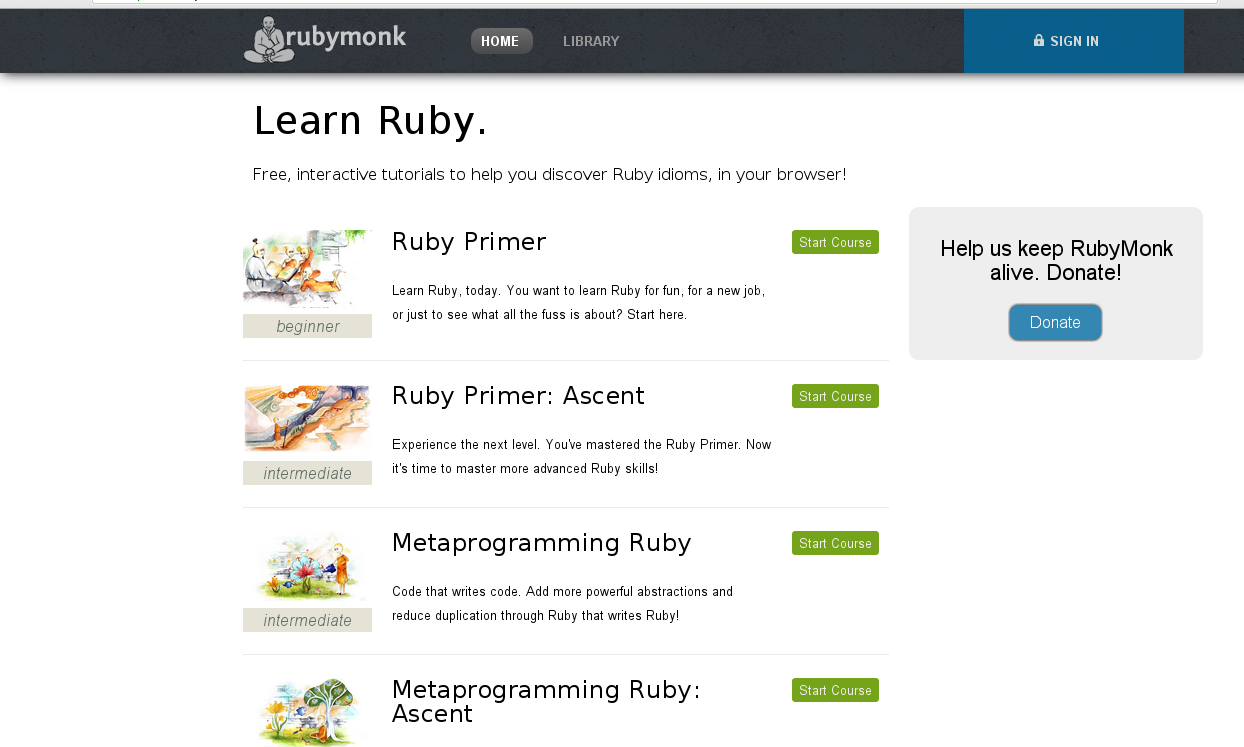 rubymonk
HOME
LIBRARY
SIGN IN
Learn Ruby.
Free, interactive tutorials to help you discover Ruby idioms, in your browser!
Ruby Primer
Start Course
Learn Ruby, today. You want to learn Ruby for fun, for a new job,
or just to see what all the fuss is about? Start here.
beginner
Help us keep RubyMonk
alive. Donate!
Donate
Ruby Primer: Ascent
Start Course
Experience the next level. You've mastered the Ruby Primer. Now
it's time to master more advanced Ruby skills!
intermediate
Metaprogramming Ruby
Start Course
Code that writes code. Add more powerful abstractions and
reduce duplication through Ruby that writes Ruby!
intermediate
Metaprogramming Ruby:
Ascent
Start Course